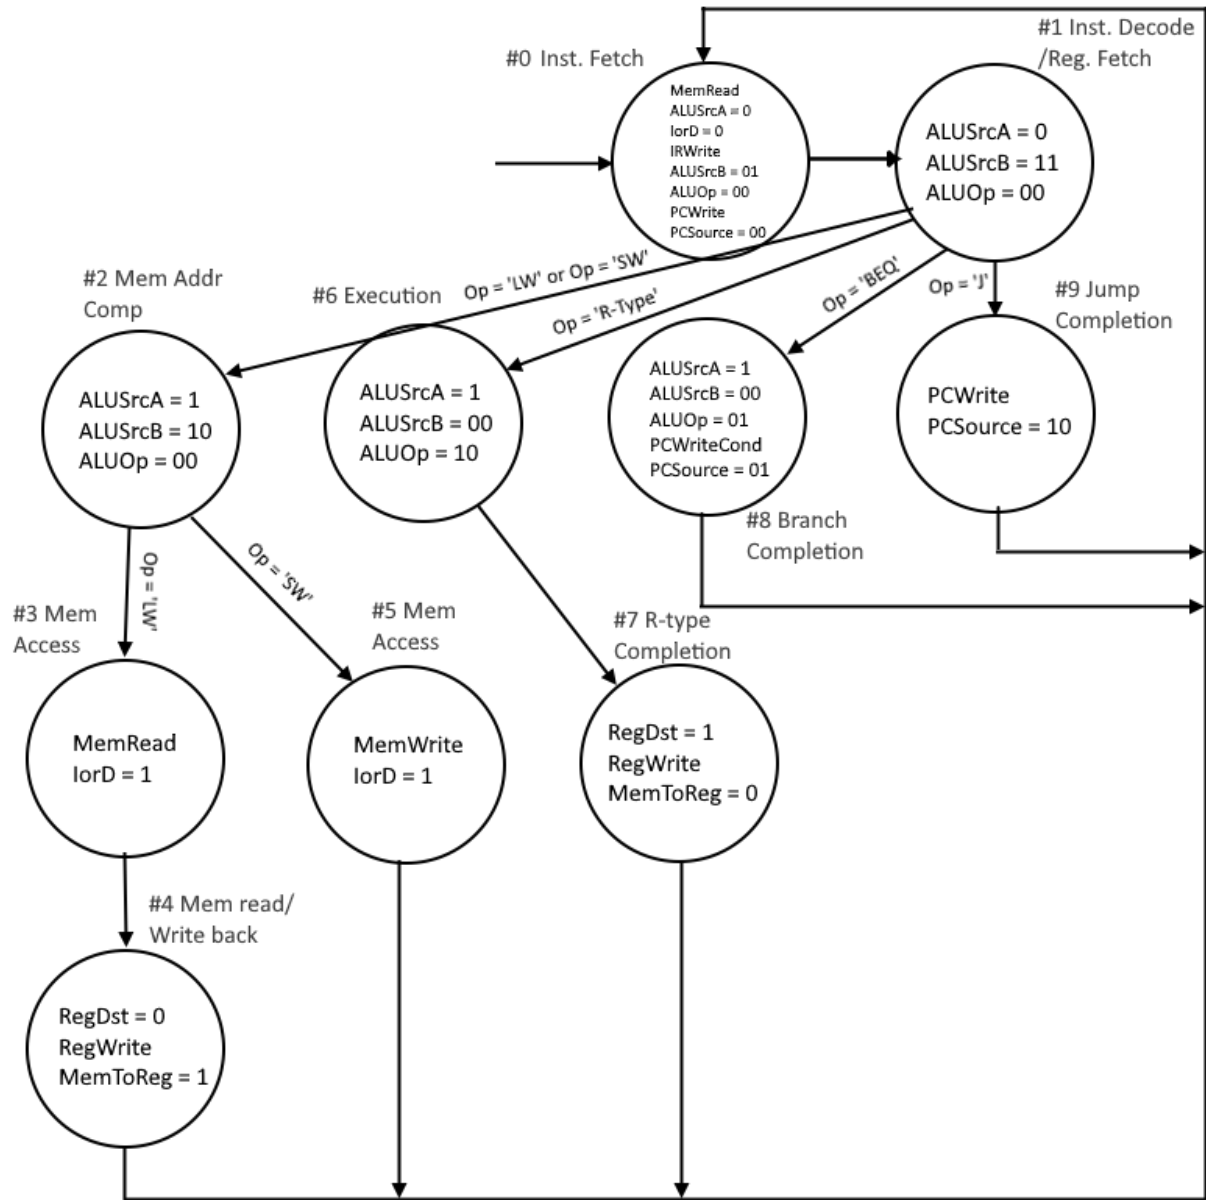 #0 Inst. Fetch
MemRead
ALUSrcA = 0
IorD = 0
IRWrite
ALUSrcB = 01
ALUOp = 00
PCWrite
PCSource = 00
#1 Inst. Decode
/Reg. Fetch
ALUSrcA = 0
ALUSrcB = 11
ALUOp = 00
Op = 'LW' or Op = 'SW'
Op = 'R-Type'
Op = 'BEQ'
Op = 'J'
#2 Mem Addr
Comp
ALUSrcA = 1
ALUSrcB = 10
ALUOp = 00
#6 Execution
ALUSrcA = 1
ALUSrcB = 00
ALUOp = 10
ALUSrcA = 1
ALUSrcB = 00
ALUOp = 01
PCWriteCond
PCSource = 01
#8 Branch
Completion
#9 Jump
Completion
PCWrite
PCSource = 10
Op = 'LW'
Op = 'SW'
#3 Mem
Access
MemRead
IorD = 1
#5 Mem
Access
MemWrite
IorD = 1
#7 R-type
Completion
RegDst = 1
RegWrite
MemToReg = 0
#4 Mem read/
Write back
RegDst = 0
RegWrite
MemToReg = 1